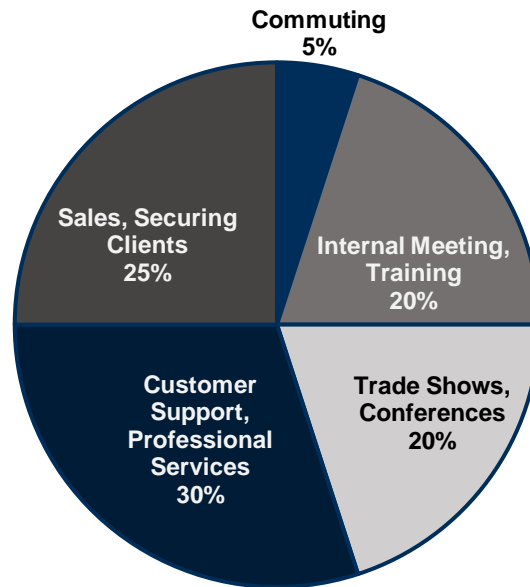 Commuting
5%
Sales, Securing
Clients
25%
Internal Meeting,
Training
20%
Customer
Support,
Professional
Services
30%
Trade Shows,
Conferences
20%